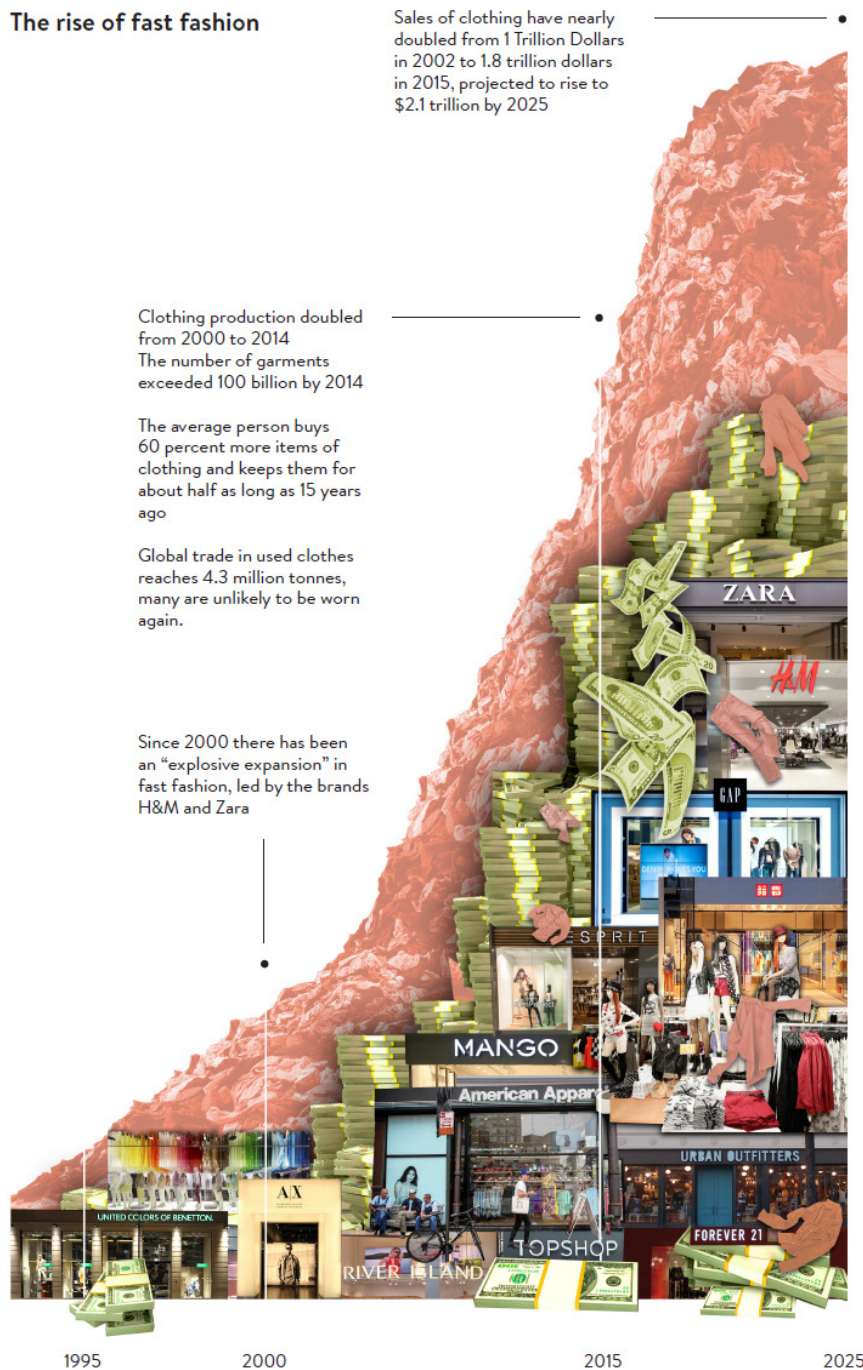 The rise of fast fashion
Sales of clothing have nearly
doubled from 1 Trillion Dollars
in 2002 to 1.8 trillion dollars
in 2015, projected to rise to
$2.1 trillion by 2025
Clothing production doubled
from 2000 to 2014
The number of garments
exceeded 100 billion by 2014
The average person buys
60 percent more items of
clothing and keeps them for
about half as long as 15 years
ago
Global trade in used clothes
reaches 4.3 million tonnes,
many are unlikely to be worn
again.
Since 2000 there has been
an “explosive expansion” in
fast fashion, led by the brands
H&M and Zara
ZARA
H&M
GAP
ESPRIT
MANGO
American Appar
URBAN OUTFITTERS
A|X
UNITED COLORS OF BENETTON.
FOREVER 21
TOPSHOP
RIVER ISLAND
1995 2000 2015 2025